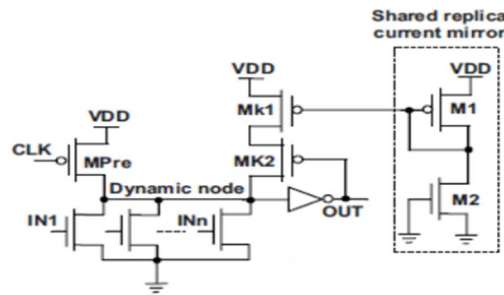 Shared replica
current mirror
VDD
VDD
VDD
Mk1
M1
CLK
MPre
MK2
Dynamic node
M2
IN1
INn
OUT